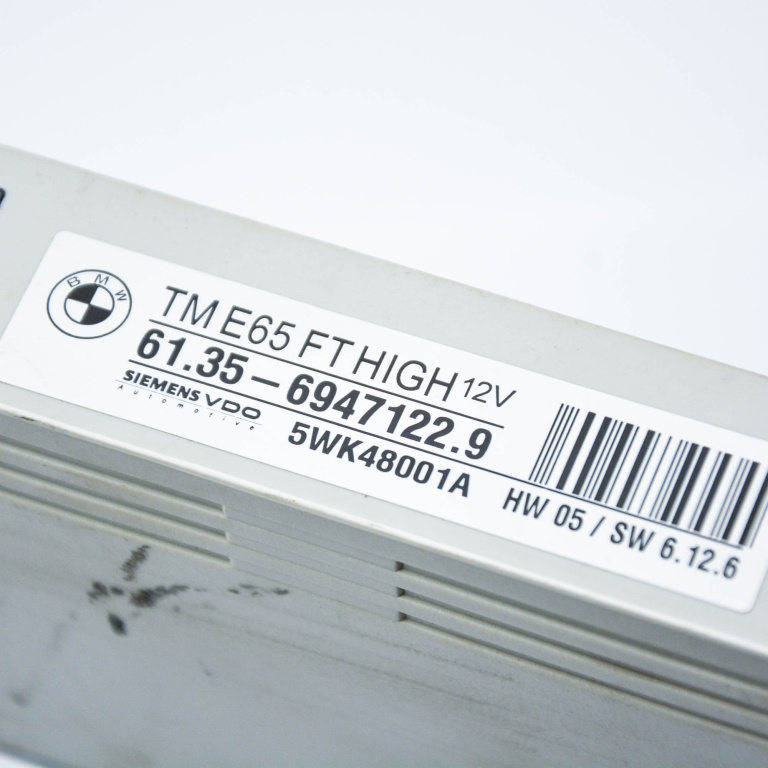 BMW
TM E65 FT HIGH 12V
61.35 – 6947122.9
SIEMENS VDO
Automotive
5WK48001A
HW 05 / SW 6.12.6